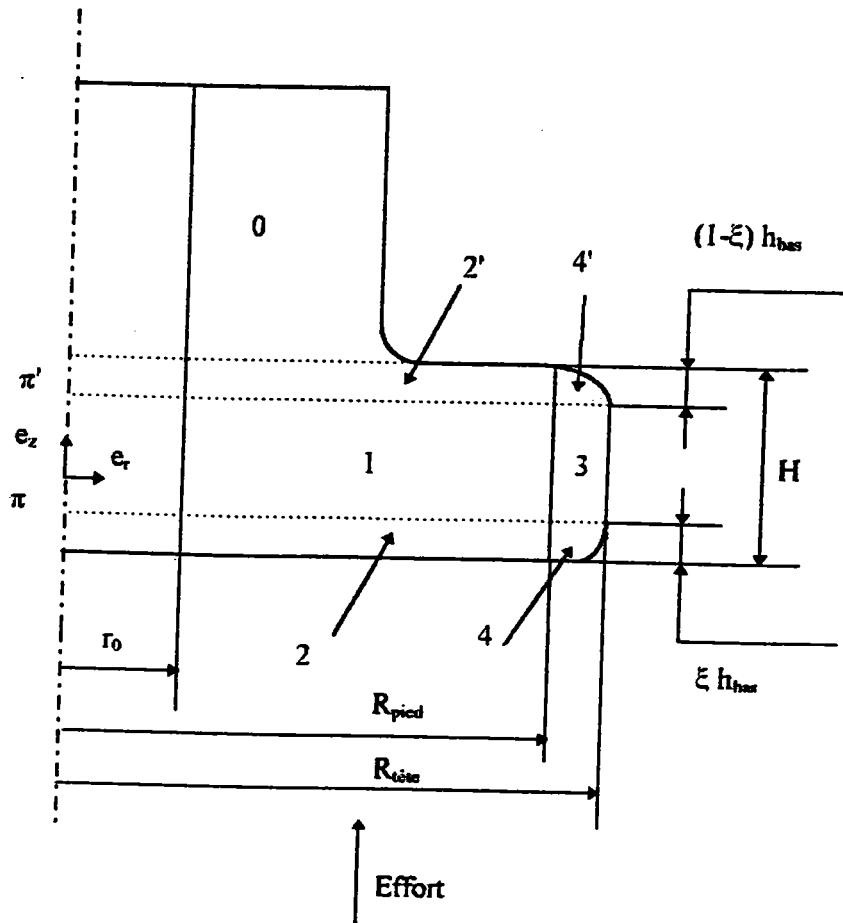 0
(1-ξ) h_bas
2'
4'
π'
e_z
e_r
1
3
H
π
r_0
2
4
ξ h_bas
R_pied
R_tête
Effort